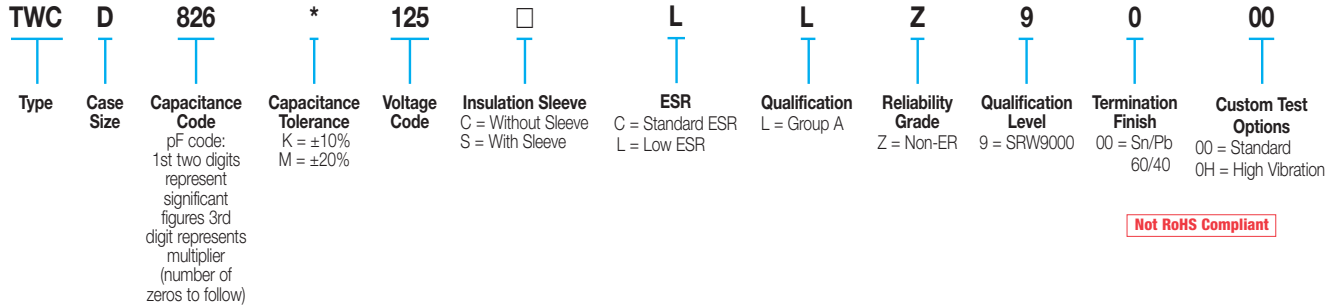 TWC D 826 * 125 □ L L Z 9 0 00
Type
Case
Size
Capacitance
Code
pF code:
1st two digits
represent
significant
figures 3rd
digit represents
multiplier
(number of
zeros to follow)
Capacitance
Tolerance
K = ±10%
M = ±20%
Voltage
Code
Insulation Sleeve
C = Without Sleeve
S = With Sleeve
ESR
C = Standard ESR
L = Low ESR
Qualification
L = Group A
Reliability
Grade
Z = Non-ER
Qualification
Level
9 = SRW9000
Termination
Finish
00 = Sn/Pb
60/40
Custom Test
Options
00 = Standard
0H = High Vibration
Not RoHS Compliant